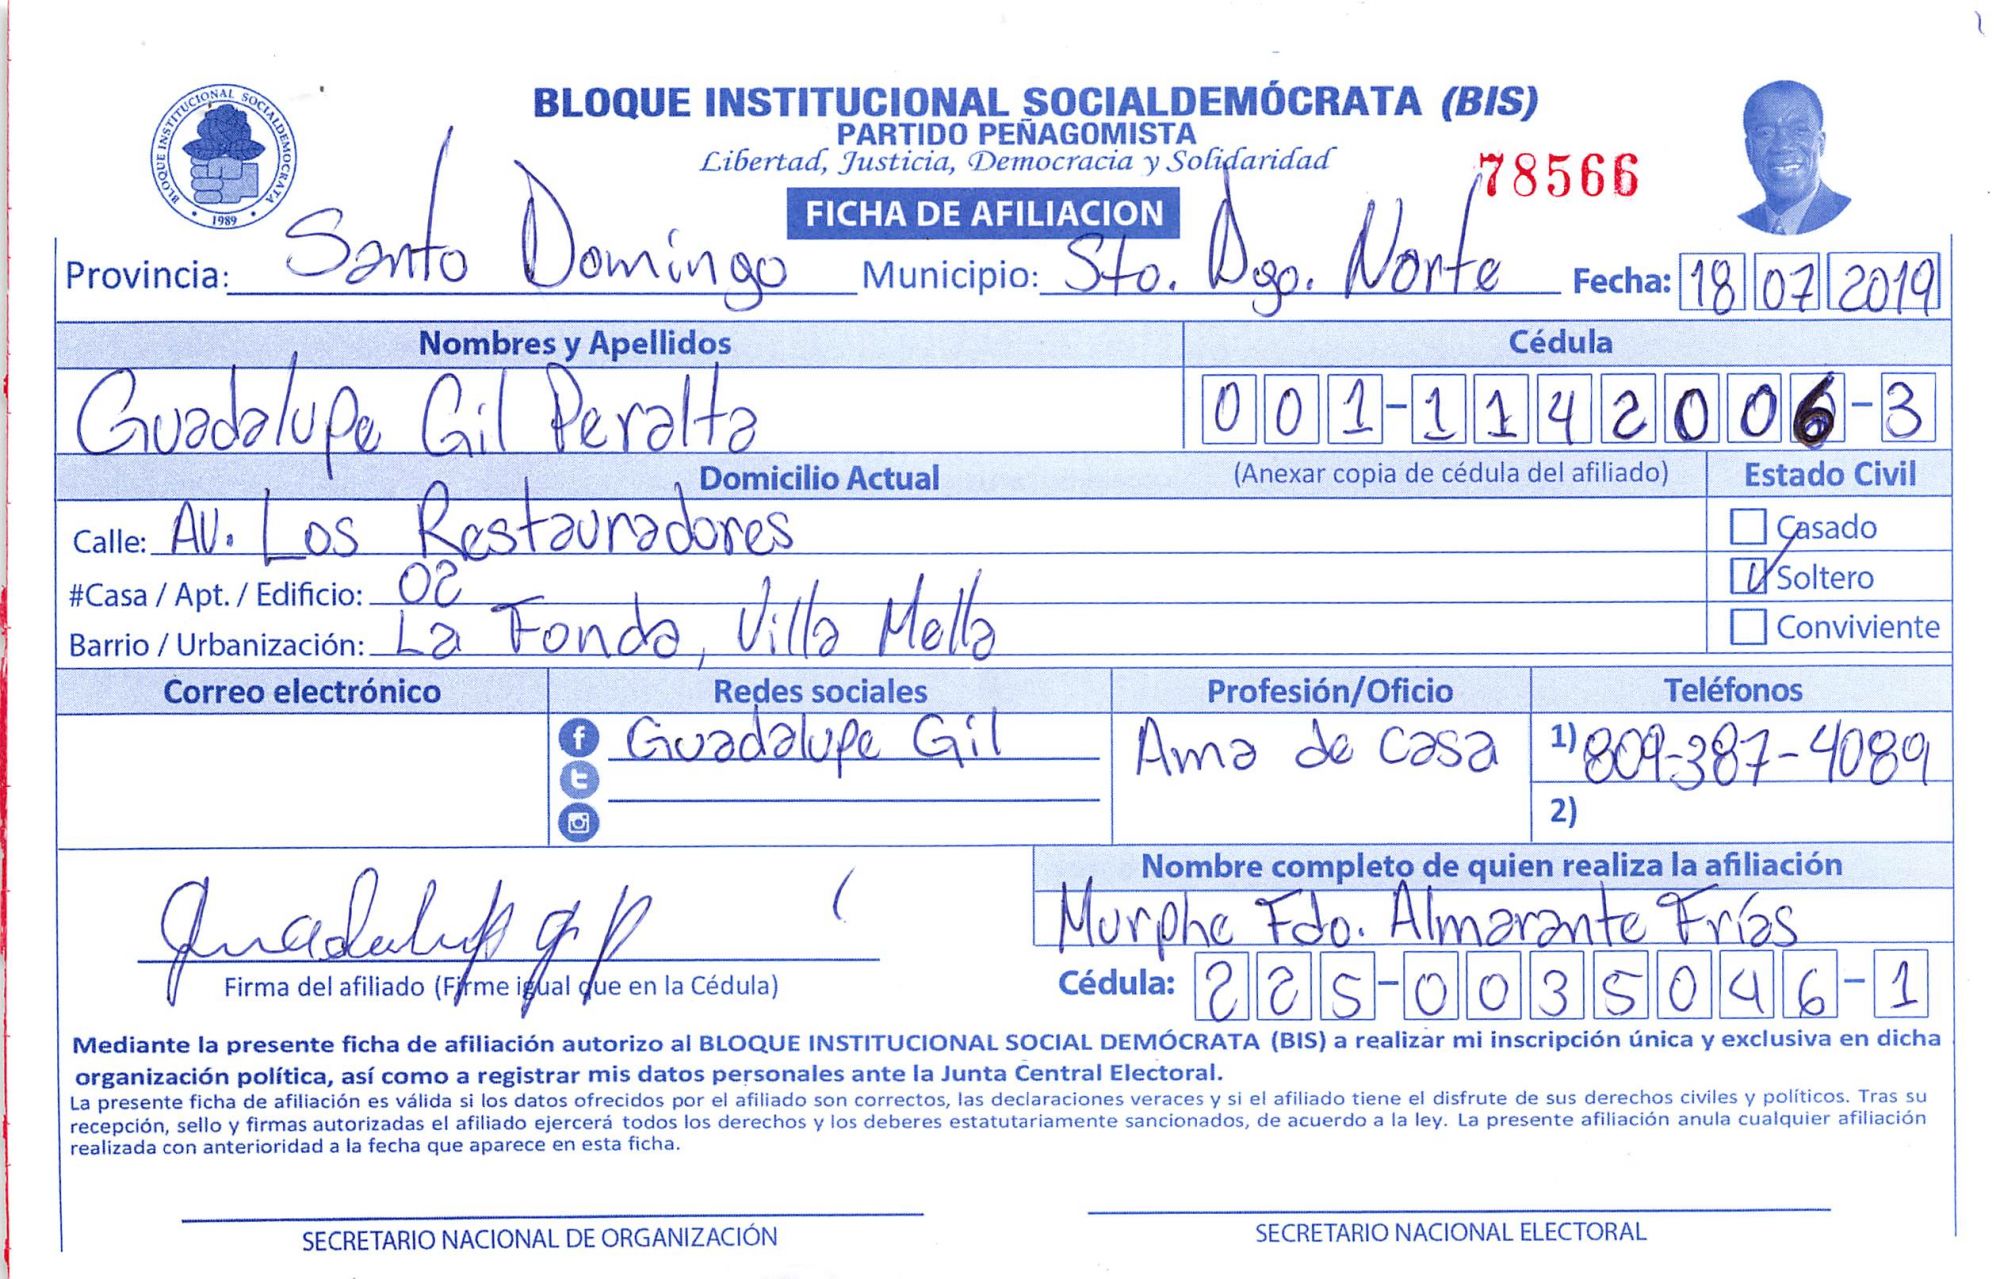 BLOQUE INSTITUCIONAL SOCIALDEMÓCRATA
1989
BLOQUE INSTITUCIONAL SOCIALDEMÓCRATA (BIS)
PARTIDO PEÑAGOMISTA
Libertad, Justicia, Democracia y Solidaridad
78566
FICHA DE AFILIACION
Provincia: Santo Domingo Municipio: Sto. Dgo. Norte Fecha: 18 07 2019
Nombres y Apellidos Cédula
Guadalupe Gil Peralta 001-1142006-3
Domicilio Actual (Anexar copia de cédula del afiliado) Estado Civil
Calle: AV. Los Restauradores Casado
#Casa / Apt. / Edificio: 02 Soltero
Barrio / Urbanización: La Fonda, Villa Mella Conviviente
Correo electrónico Redes sociales Profesión/Oficio Teléfonos
Guadalupe Gil Ama de casa 1) 809-387-4089
2)
Nombre completo de quien realiza la afiliación
Murphe Fdo. Almarante Frías
Guadalupe g p
Firma del afiliado (Firme igual que en la Cédula) Cédula: 225-0035046-1
Mediante la presente ficha de afiliación autorizo al BLOQUE INSTITUCIONAL SOCIAL DEMÓCRATA (BIS) a realizar mi inscripción única y exclusiva en dicha
organización política, así como a registrar mis datos personales ante la Junta Central Electoral.
La presente ficha de afiliación es válida si los datos ofrecidos por el afiliado son correctos, las declaraciones veraces y si el afiliado tiene el disfrute de sus derechos civiles y políticos. Tras su
recepción, sello y firmas autorizadas el afiliado ejercerá todos los derechos y los deberes estatutariamente sancionados, de acuerdo a la ley. La presente afiliación anula cualquier afiliación
realizada con anterioridad a la fecha que aparece en esta ficha.
SECRETARIO NACIONAL DE ORGANIZACIÓN SECRETARIO NACIONAL ELECTORAL